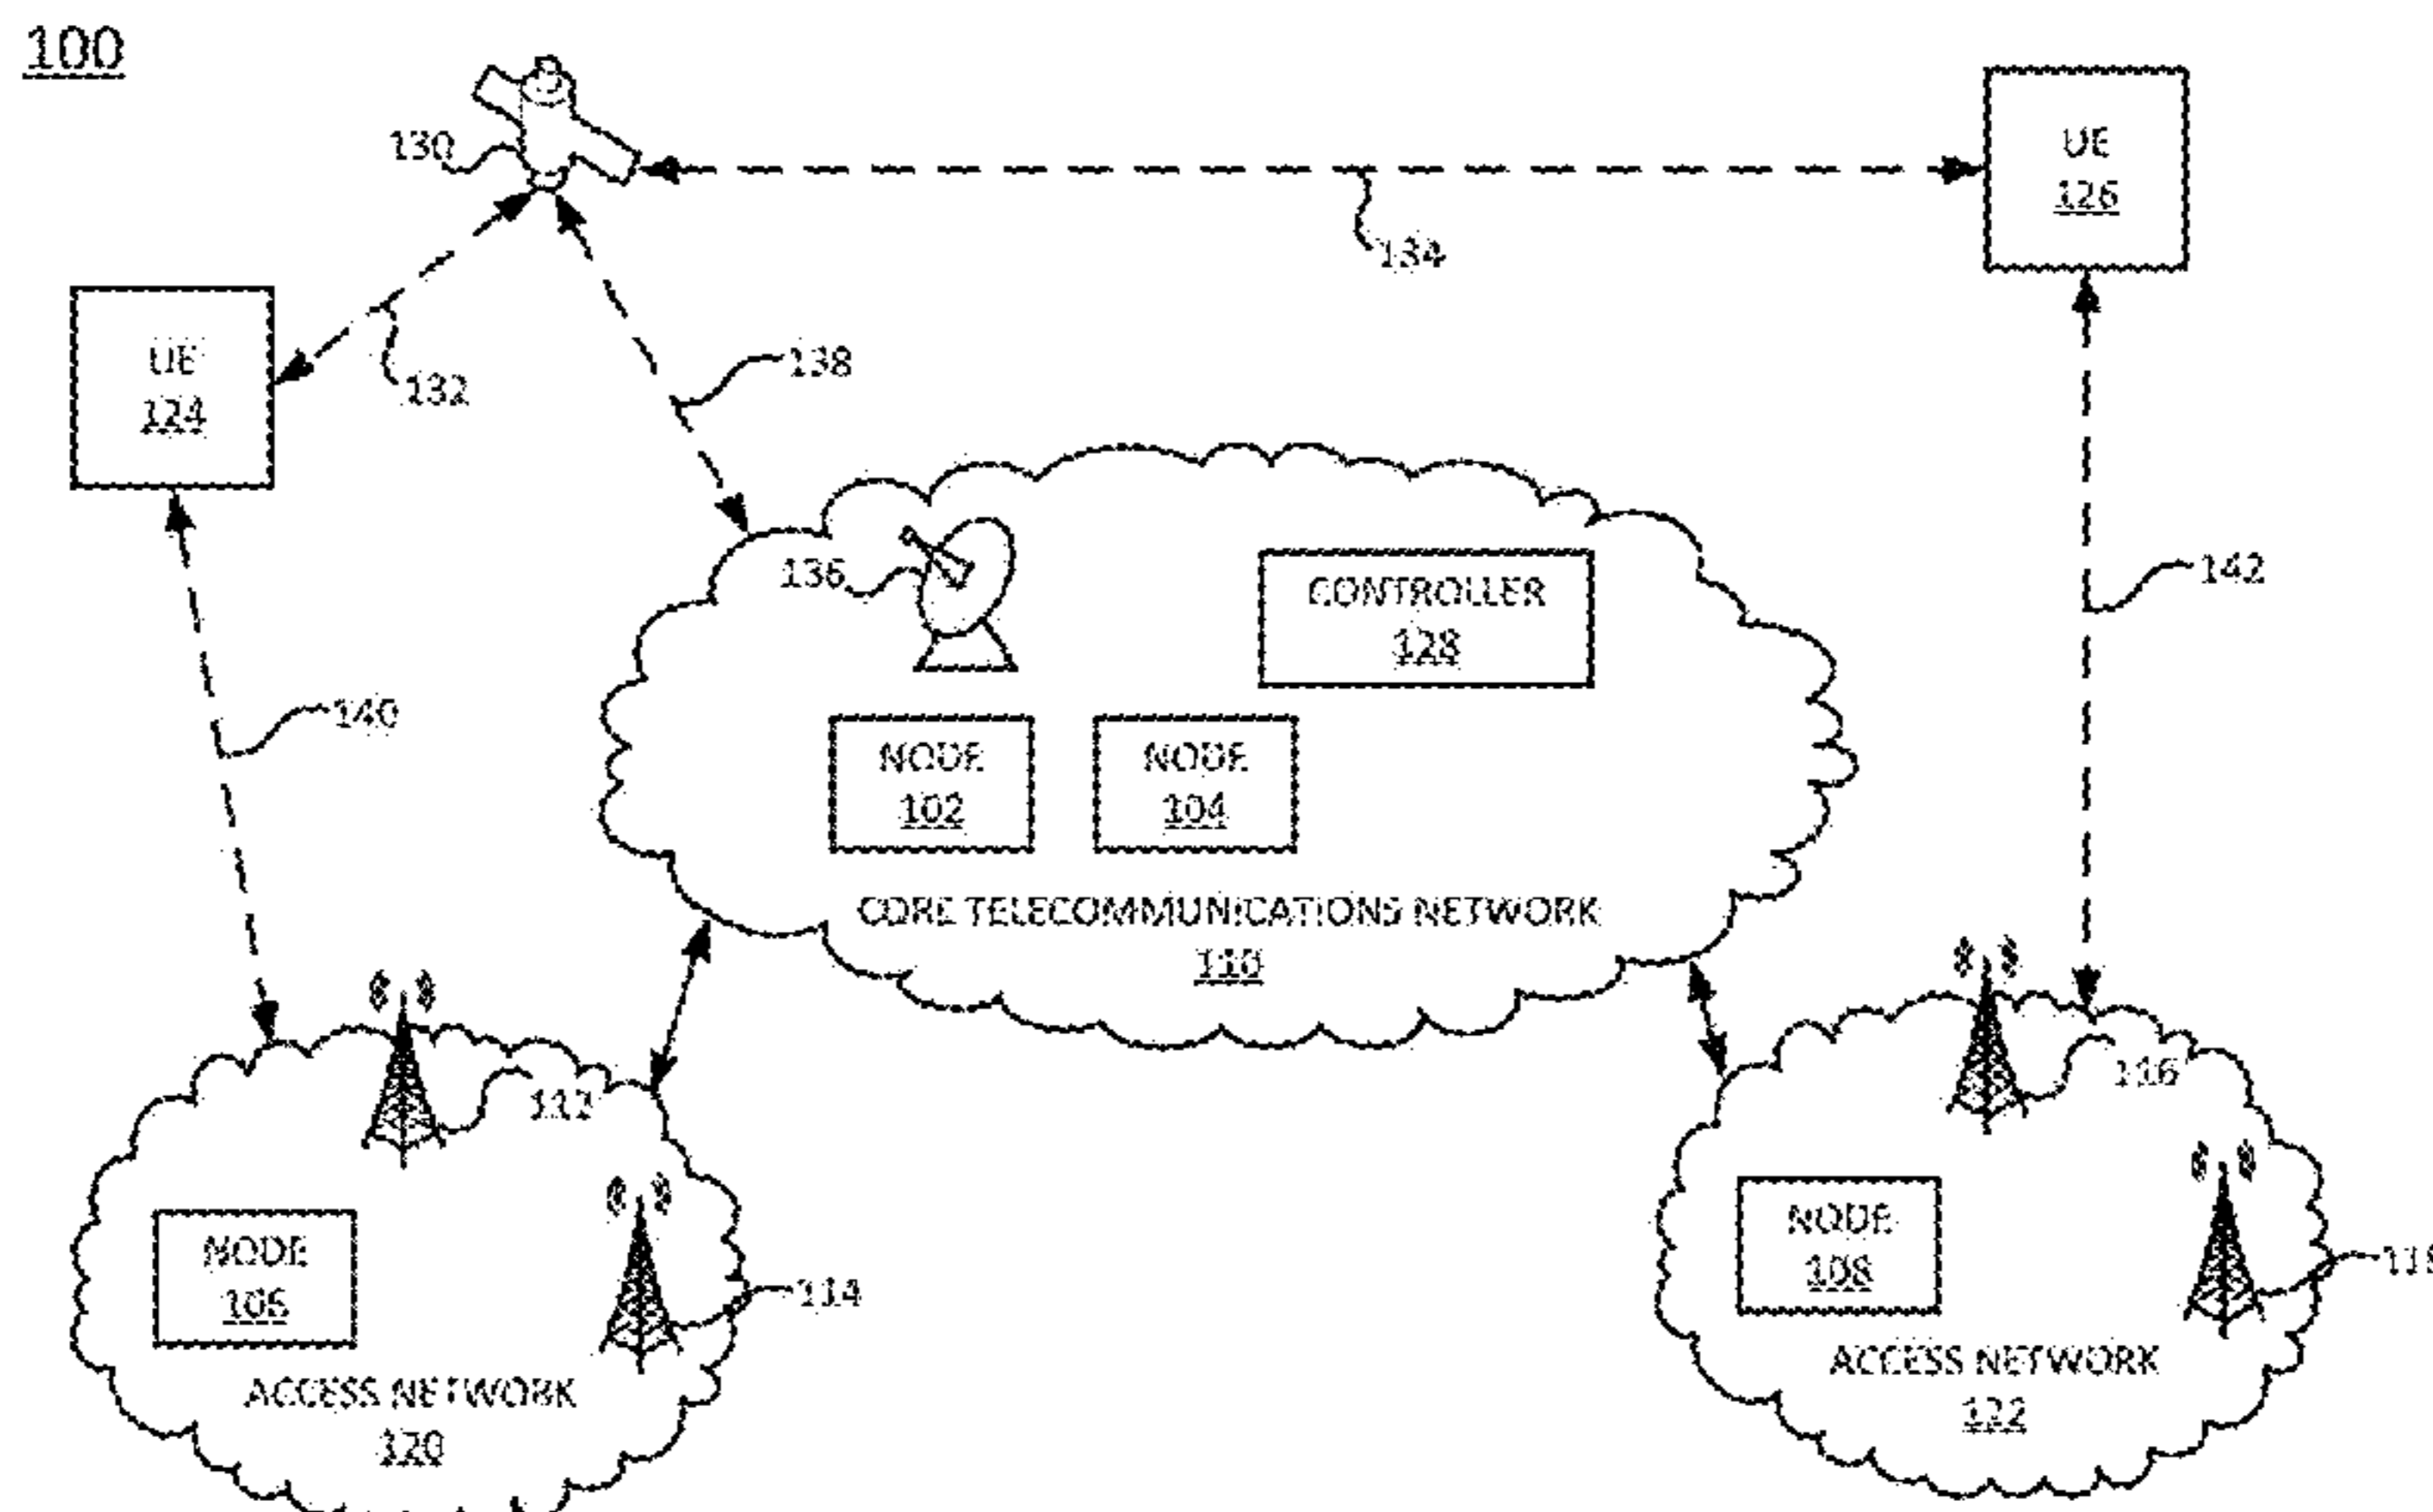 100
130
UE
126
134
UE
124
132
138
136
CONTROLLER
128
142
140
NODE
102
NODE
104
CORE TELECOMMUNICATIONS NETWORK
110
112
116
NODE
106
114
NODE
108
ACCESS NETWORK
120
ACCESS NETWORK
122